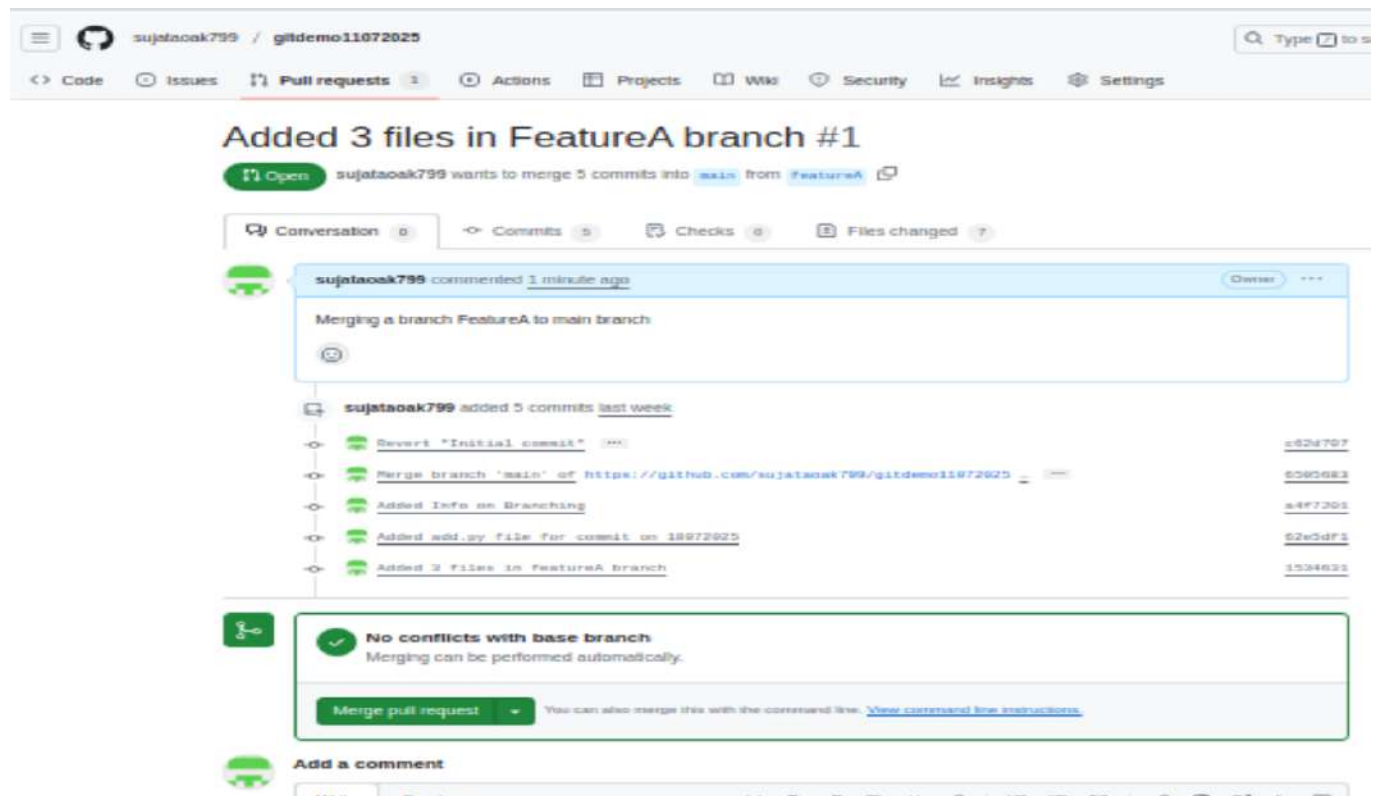 sujataoak799 / gitdemo11072025
Type / to s
Code Issues Pull requests 1 Actions Projects Wiki Security Insights Settings
Added 3 files in FeatureA branch #1
Open sujataoak799 wants to merge 5 commits into main from featureA
Conversation 0 Commits 5 Checks 0 Files changed 7
sujataoak799 commented 1 minute ago Owner
Merging a branch FeatureA to main branch
sujataoak799 added 5 commits last week
Revert "Initial commit" c62d707
Merge branch 'main' of https://github.com/sujataoak799/gitdemo11072025
Added Info on Branching
Added add.py file for commit on 18072025 62e5df1
Added 3 files in featureA branch 1534631
No conflicts with base branch
Merging can be performed automatically.
Merge pull request You can also merge this with the command line. View command line instructions.
Add a comment